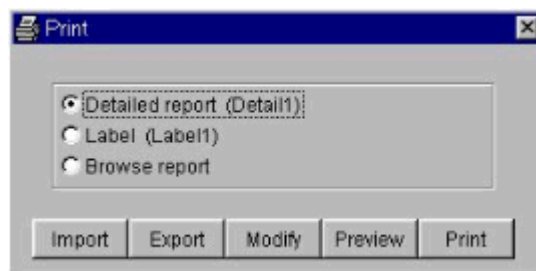 Print
Detailed report (Detail1)
Label (Label1)
Browse report
Import Export Modify Preview Print